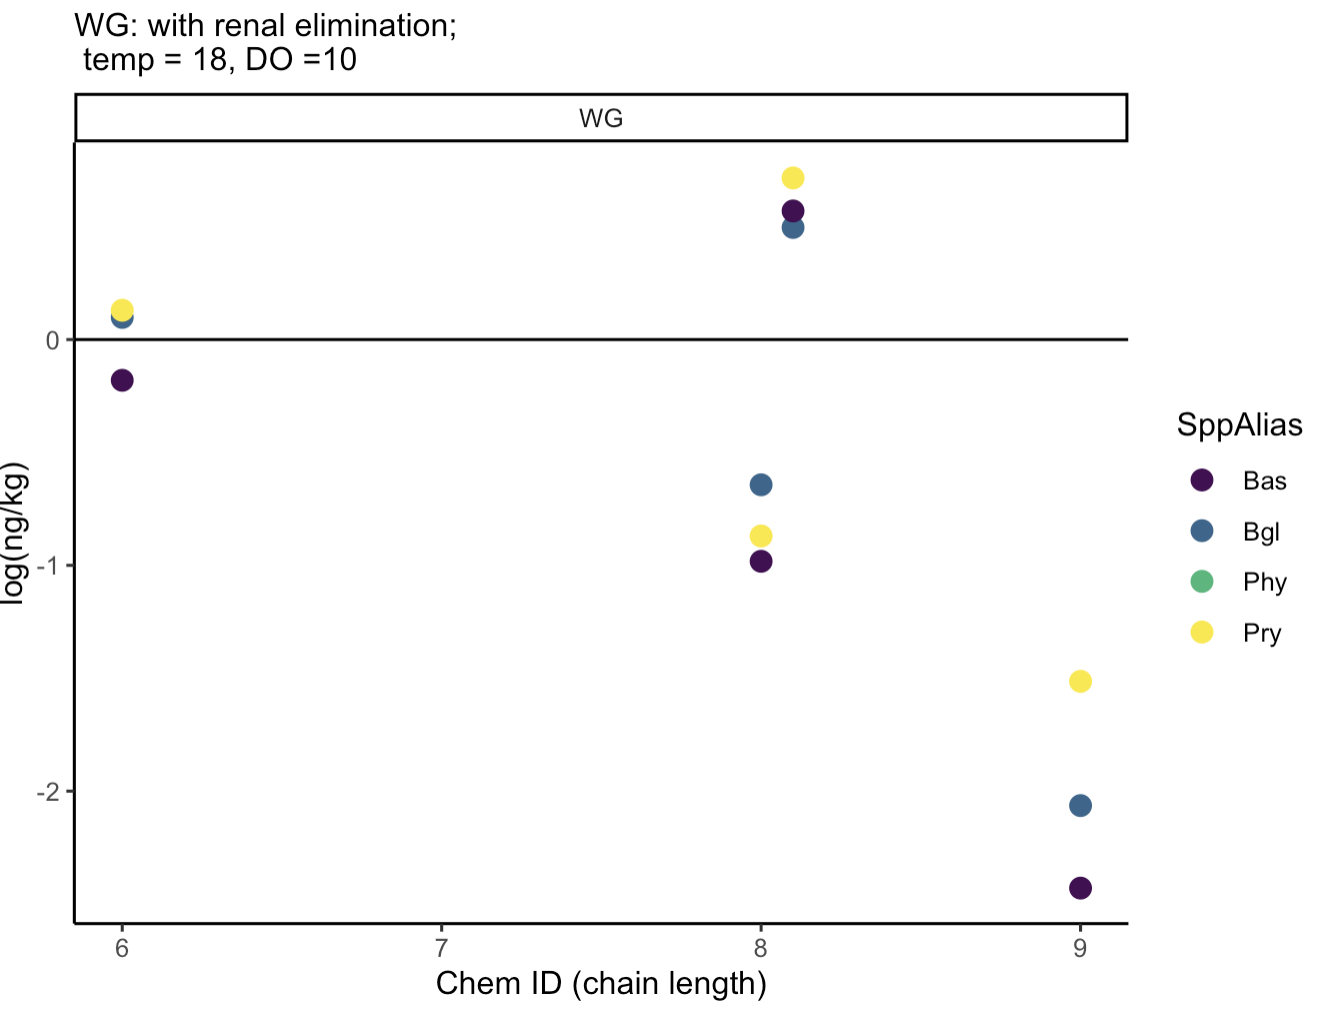 WG: with renal elimination;
temp = 18, DO =10
WG
0
-1
-2
log(ng/kg)
6 7 8 9
Chem ID (chain length)
SppAlias
Bas
Bgl
Phy
Pry